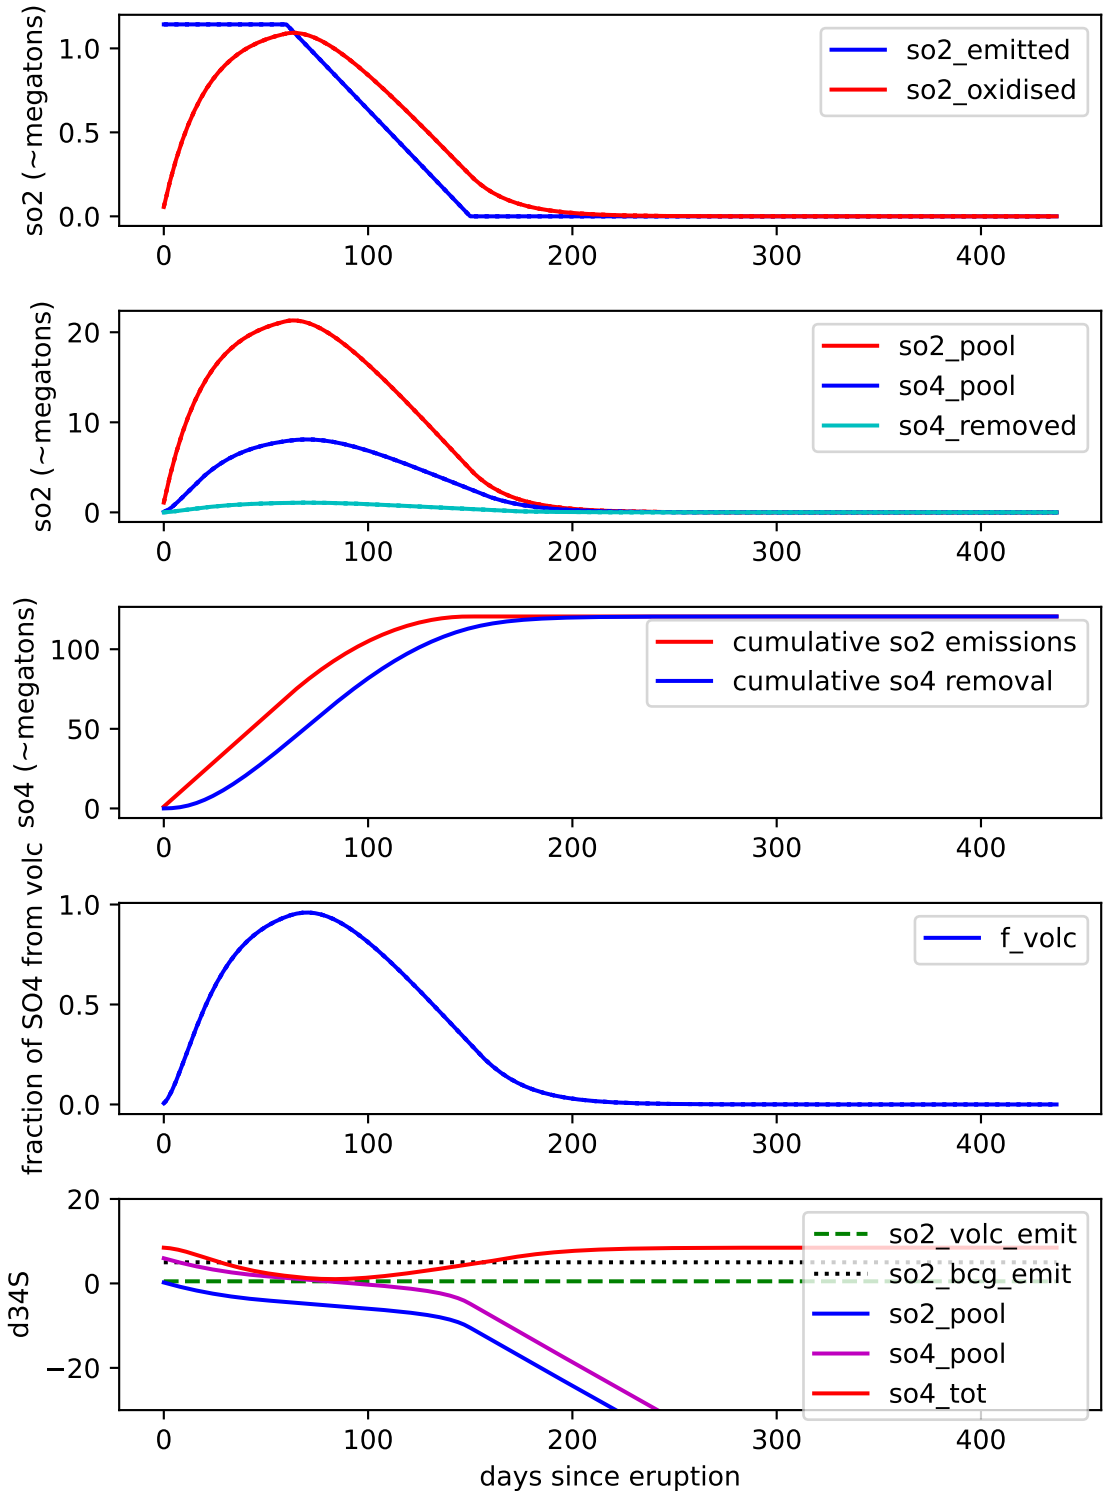 so2 (~megatons)
1.0
0.5
0.0
so2_emitted
so2_oxidised
0 100 200 300 400
so2 (~megatons)
20
10
0
so2_pool
so4_pool
so4_removed
0 100 200 300 400
so4 (~megatons)
100
50
0
cumulative so2 emissions
cumulative so4 removal
0 100 200 300 400
fraction of SO4 from volc
1.0
0.5
0.0
f_volc
0 100 200 300 400
d34S
20
0
−20
so2_volc_emit
so2_bcg_emit
so2_pool
so4_pool
so4_tot
0 100 200 300 400
days since eruption